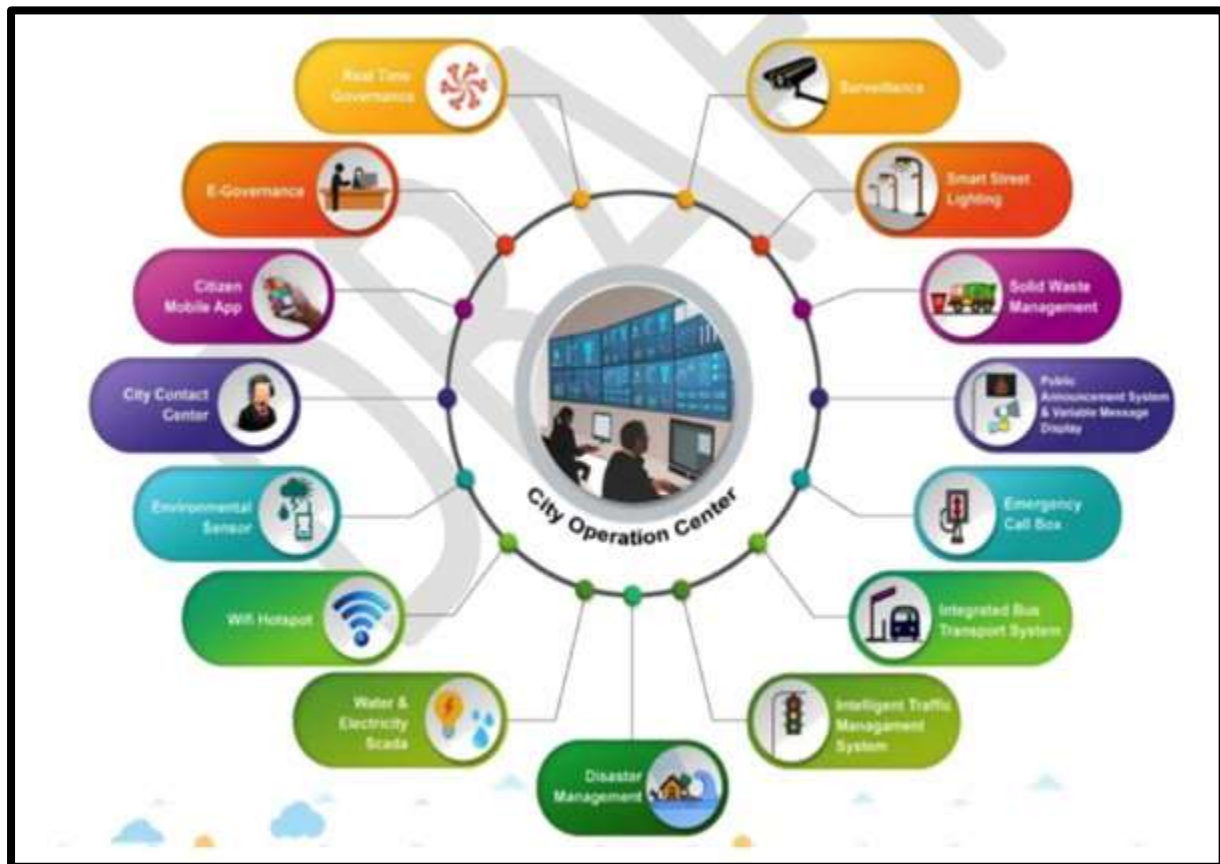 DRAFT
Real Time
Governance
Surveillance
E-Governance
Smart Street
Lighting
Citizen
Mobile App
Solid Waste
Management
City Contact
Center
Public
Announcement System
& Variable Message
Display
Environmental
Sensor
Emergency
Call Box
City Operation Center
Wifi Hotspot
Integrated Bus
Transport System
Water &
Electricity
Scada
Intelligent Traffic
Managament
System
Disaster
Management